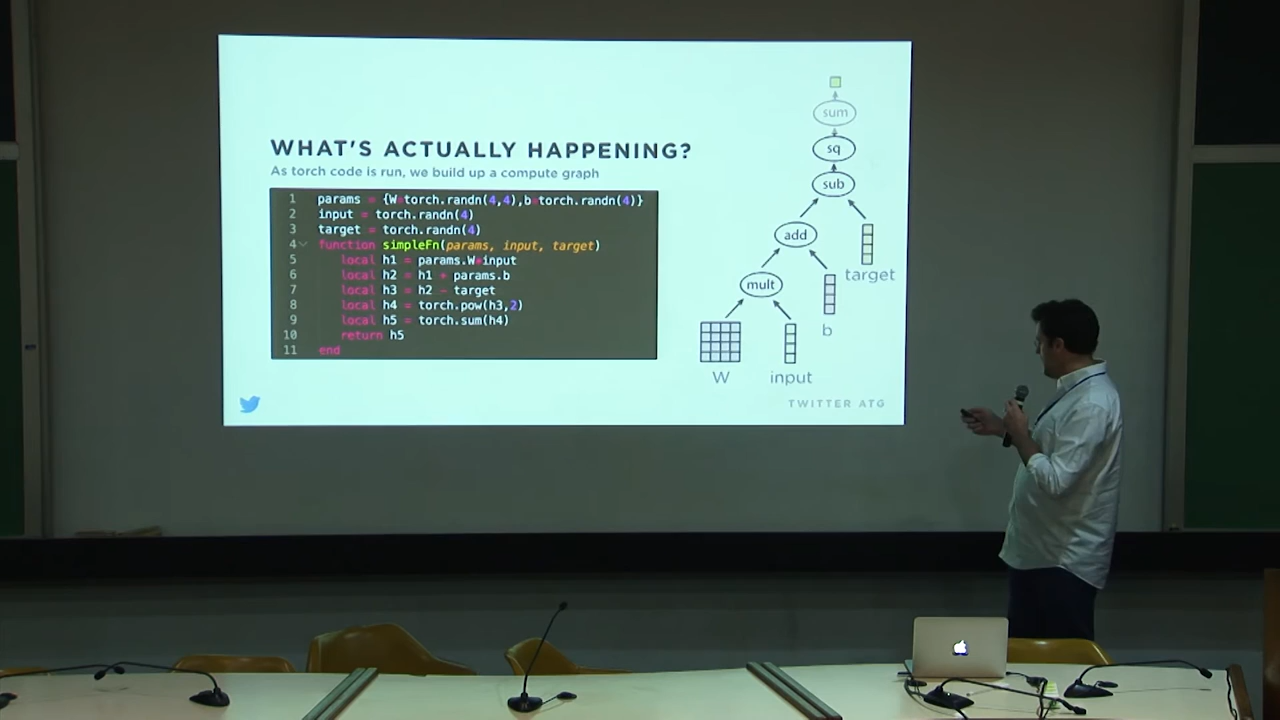 WHAT'S ACTUALLY HAPPENING?
As torch code is run, we build up a compute graph
1 params = {W=torch.randn(4,4),b=torch.randn(4)}
2 input = torch.randn(4)
3 target = torch.randn(4)
4 function simpleFn(params, input, target)
5 local h1 = params.W*input
6 local h2 = h1 + params.b
7 local h3 = h2 - target
8 local h4 = torch.pow(h3,2)
9 local h5 = torch.sum(h4)
10 return h5
11 end
sum
sq
sub
add
target
mult
b
W
input
TWITTER ATG